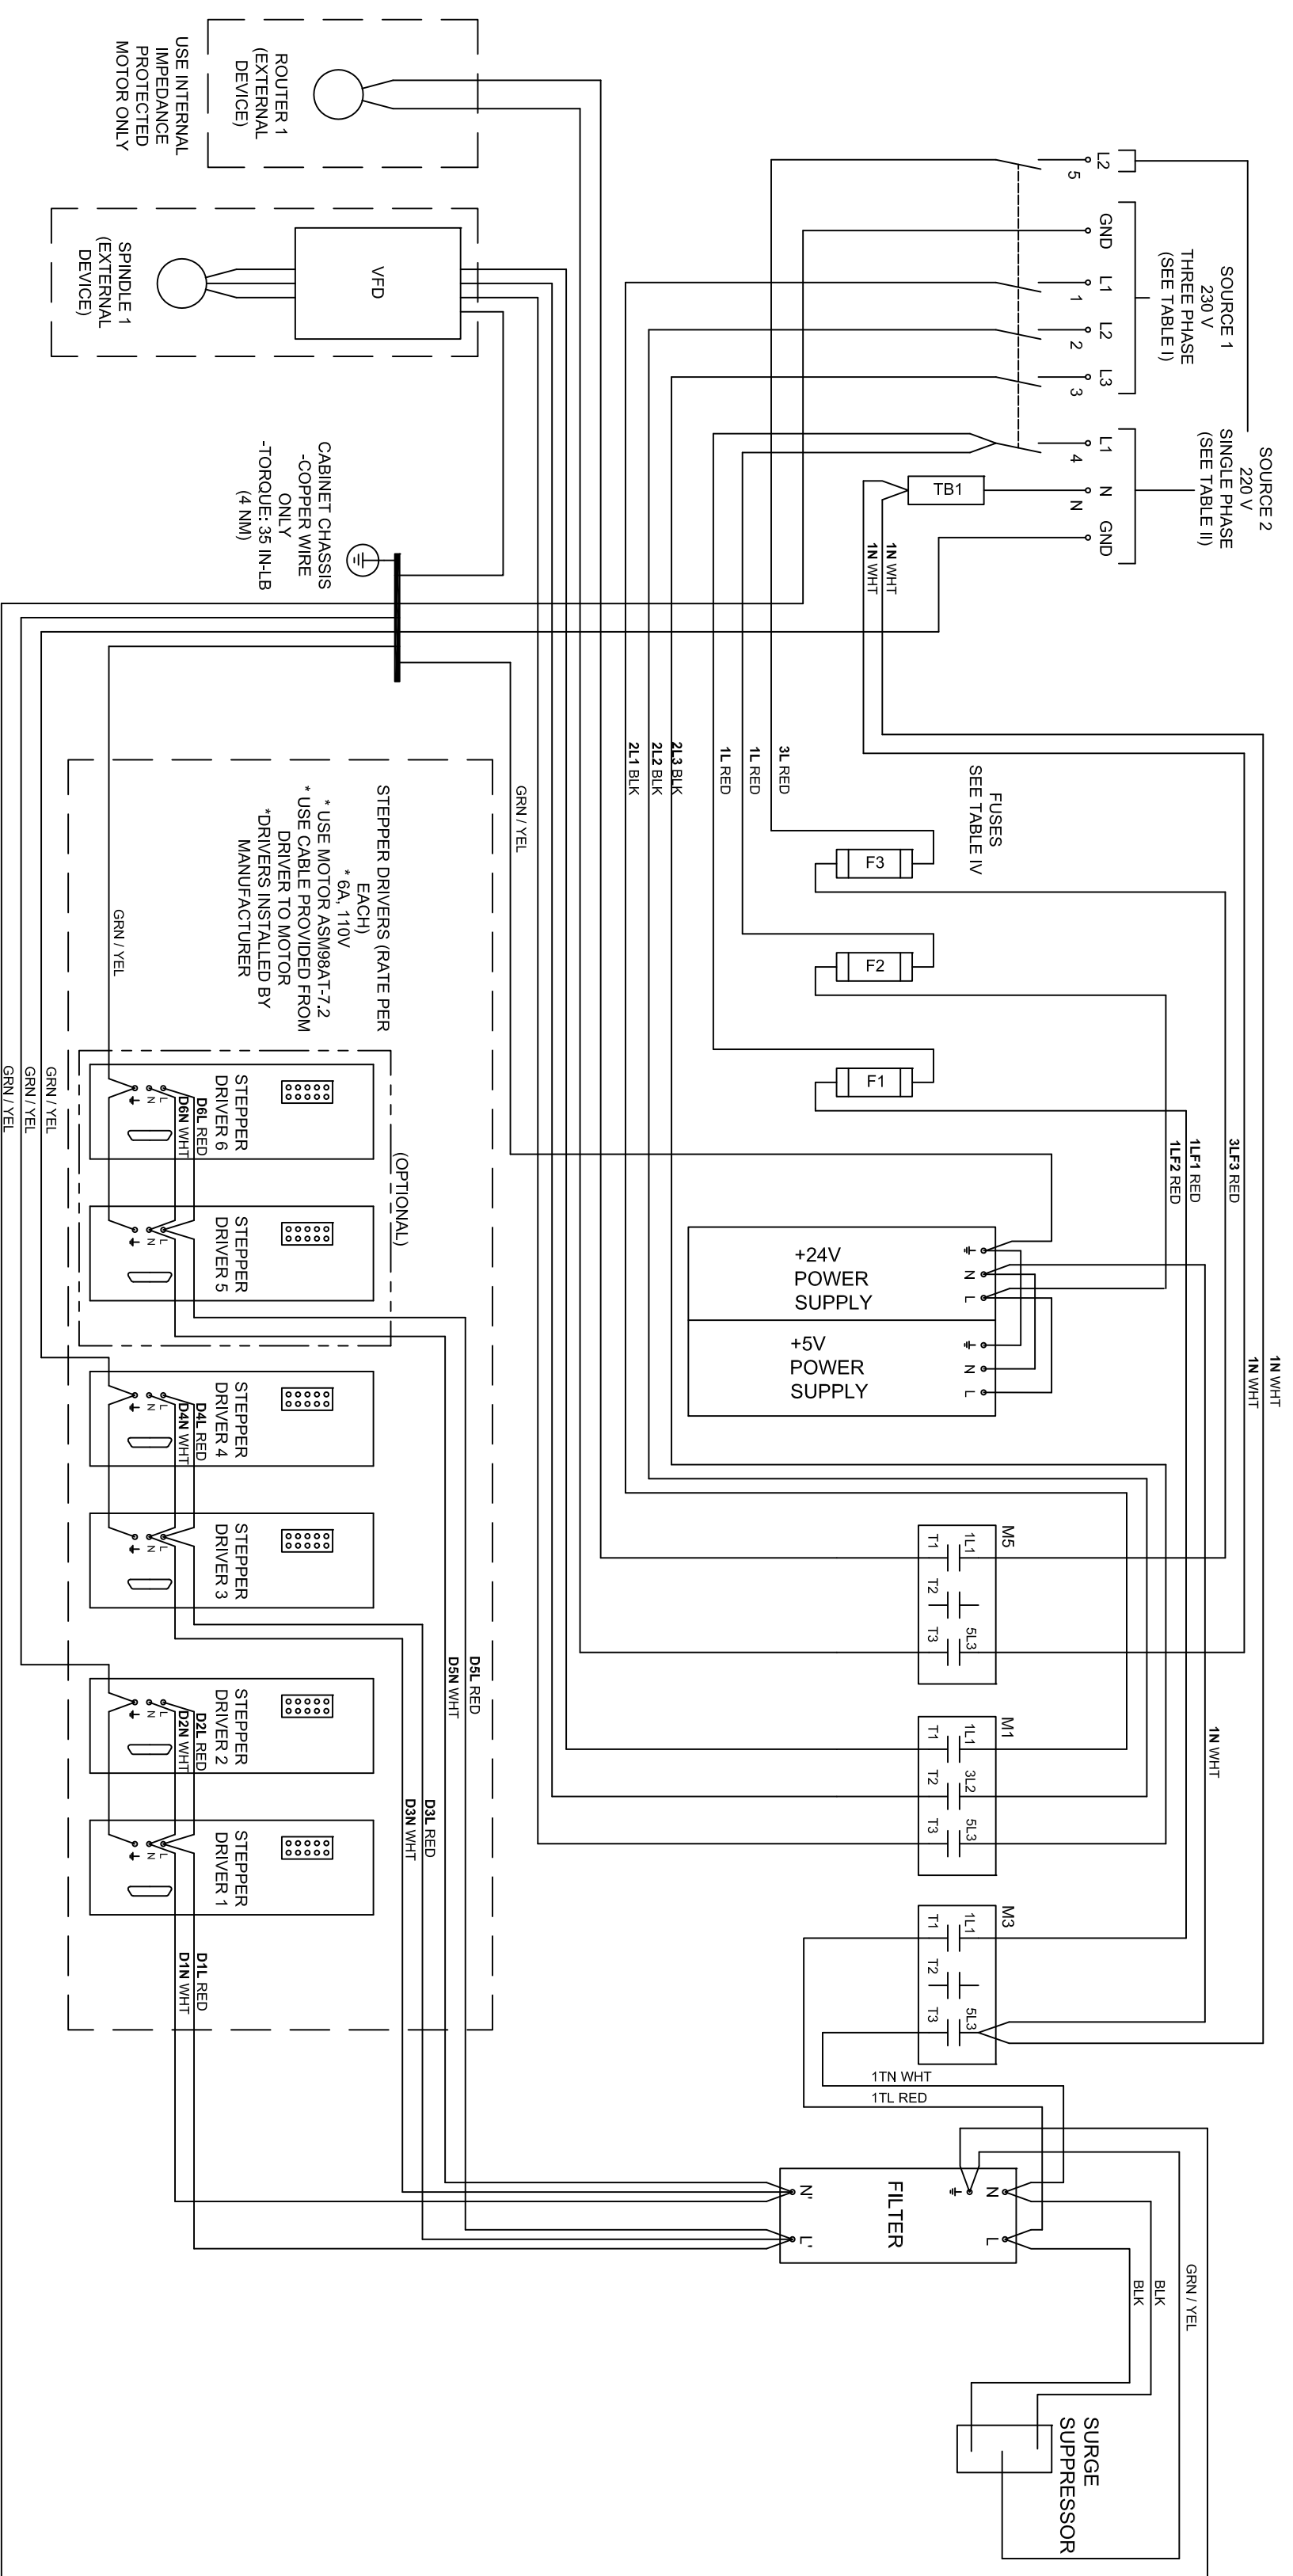 SOURCE 2
220 V
SINGLE PHASE
(SEE TABLE II)
SOURCE 1
230 V
THREE PHASE
(SEE TABLE I)
L2
GND
L1
L2
L3
L1
N
GND
5
1
2
3
4
N
TB1
1N WHT
1N WHT
3L RED
1L RED
1L RED
2L3 BLK
2L2 BLK
2L1 BLK
FUSES
SEE TABLE IV
F3
F2
F1
3LF3 RED
1LF1 RED
1LF2 RED
1N WHT
1N WHT
1N WHT
ROUTER 1
(EXTERNAL
DEVICE)
USE INTERNAL
IMPEDANCE
PROTECTED
MOTOR ONLY
VFD
SPINDLE 1
(EXTERNAL
DEVICE)
CABINET CHASSIS
-COPPER WIRE
ONLY
-TORQUE: 35 IN-LB
(4 NM)
GRN / YEL
GRN / YEL
GRN / YEL
GRN / YEL
GRN / YEL
+24V
POWER
SUPPLY
N
L
+5V
POWER
SUPPLY
N
L
M5
1L1
5L3
T1
T2
T3
M1
1L1
3L2
5L3
T1
T2
T3
M3
1L1
5L3
T1
T2
T3
1TN WHT
1TL RED
FILTER
N
L
N'
L'
BLK
BLK
GRN / YEL
SURGE
SUPPRESSOR
STEPPER DRIVERS (RATE PER
EACH)
* 6A, 110V
* USE MOTOR ASM98AT-7.2
* USE CABLE PROVIDED FROM
DRIVER TO MOTOR
*DRIVERS INSTALLED BY
MANUFACTURER
(OPTIONAL)
STEPPER
DRIVER 6
L
N
D6L RED
D6N WHT
STEPPER
DRIVER 5
L
N
D5L RED
D5N WHT
STEPPER
DRIVER 4
L
N
D4L RED
D4N WHT
STEPPER
DRIVER 3
L
N
D3L RED
D3N WHT
STEPPER
DRIVER 2
L
N
D2L RED
D2N WHT
STEPPER
DRIVER 1
L
N
D1L RED
D1N WHT